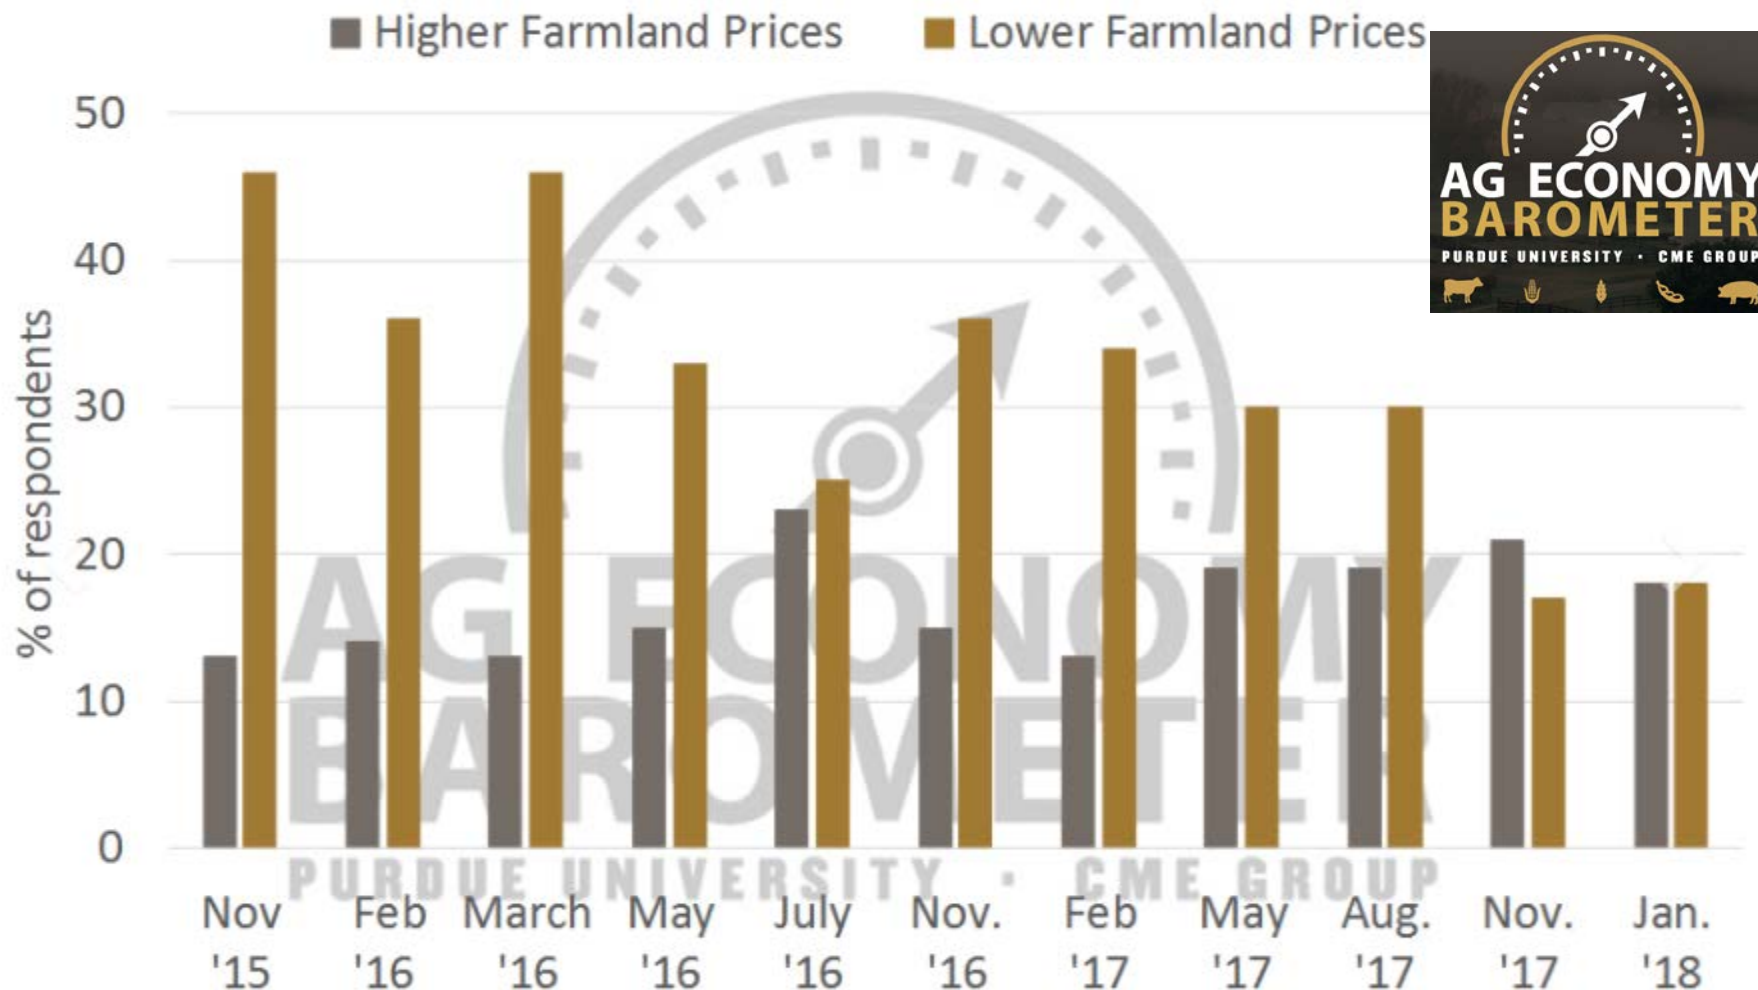 Higher Farmland Prices Lower Farmland Prices
AG ECONOMY
BAROMETER
PURDUE UNIVERSITY · CME GROUP
% of respondents
50
40
30
20
10
0
AG ECONOMY
BAROMETER
PURDUE UNIVERSITY · CME GROUP
Nov Feb March May July Nov. Feb May Aug. Nov. Jan.
'15 '16 '16 '16 '16 '16 '17 '17 '17 '17 '18